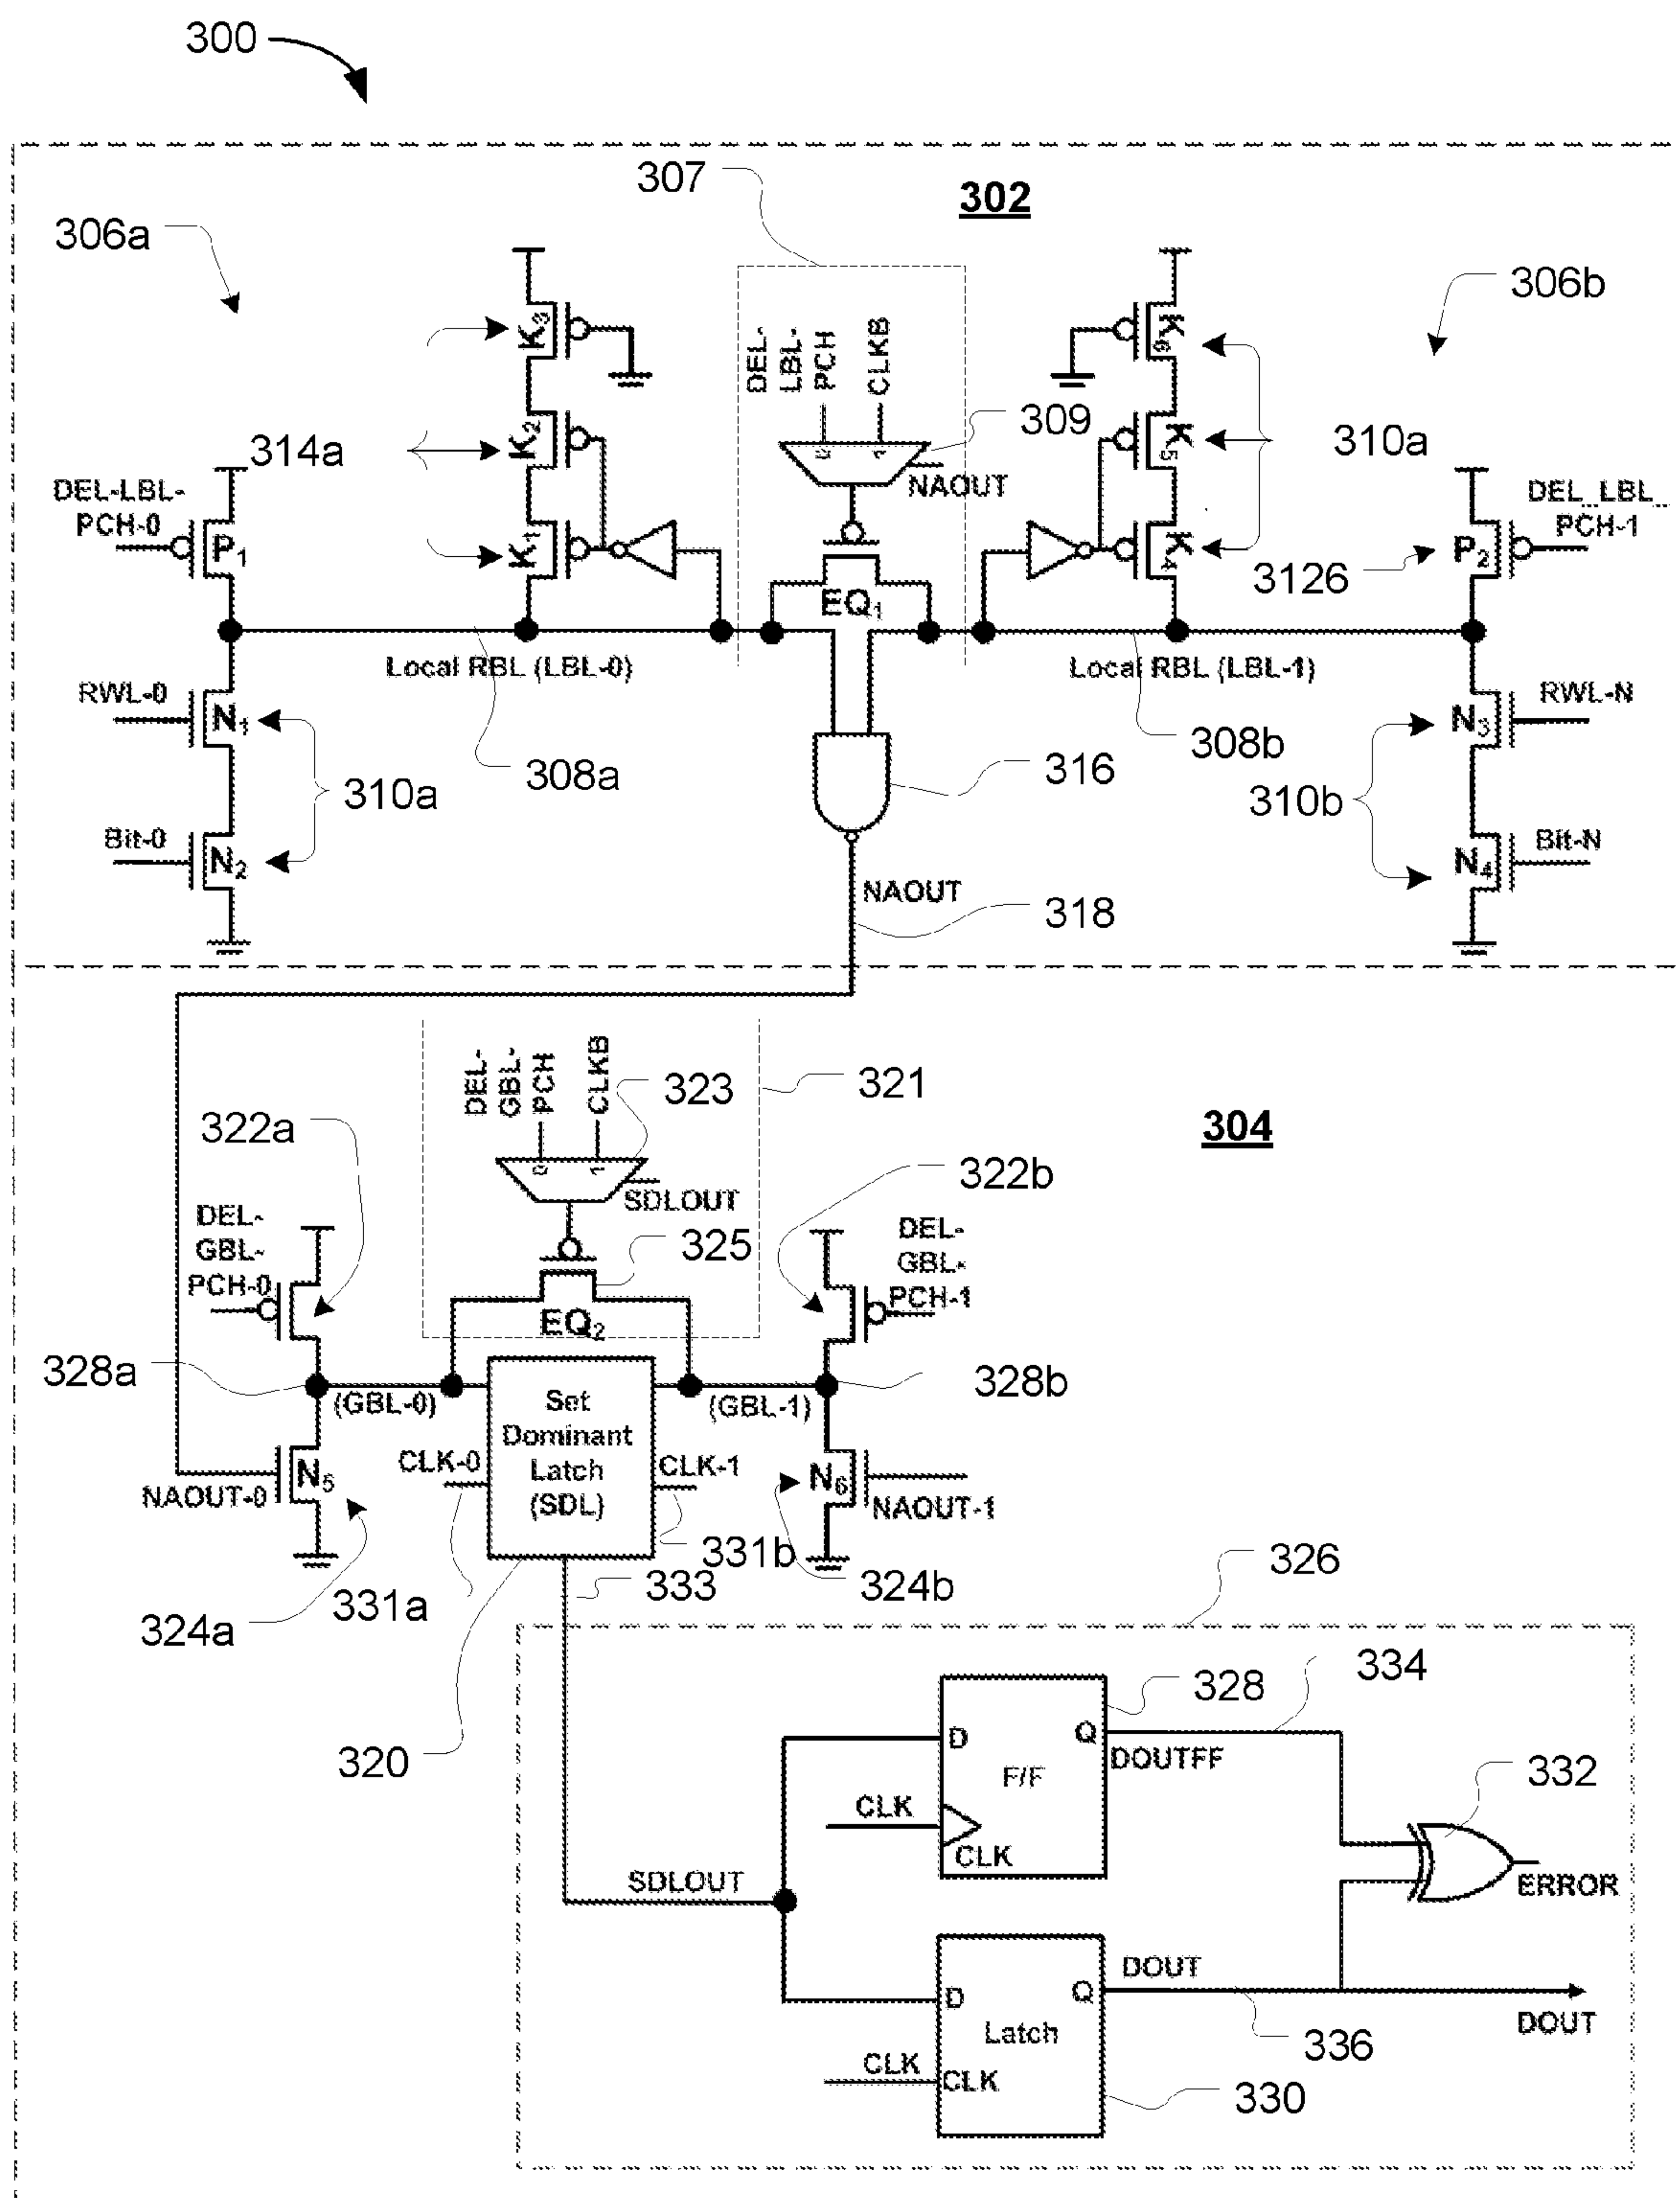 300
302
307
306a
306b
DEL-
LBL-
PCH
CLKB
K3
K6
309
0
1
NAOUT
314a
K2
K5
310a
DEL-LBL-
PCH-0
P1
K1
K4
DEL_LBL_
PCH-1
P2
3126
EQ1
Local RBL (LBL-0)
Local RBL (LBL-1)
RWL-0
N1
RWL-N
N3
308a
308b
316
310a
310b
Bit-0
N2
Bit-N
N4
NAOUT
318
DEL-
GBL-
PCH
CLKB
323
321
304
322a
322b
0
1
SDLOUT
DEL-
GBL-
PCH-0
325
DEL-
GBL-
PCH-1
EQ2
328a
328b
(GBL-0)
(GBL-1)
Set
Dominant
Latch
(SDL)
CLK-0
CLK-1
N5
N6
NAOUT-0
NAOUT-1
331b
326
331a
333
324b
324a
334
328
D
Q
DOUTFF
F/F
320
332
CLK
CLK
SDLOUT
ERROR
DOUT
D
Q
Latch
DOUT
336
CLK
CLK
330